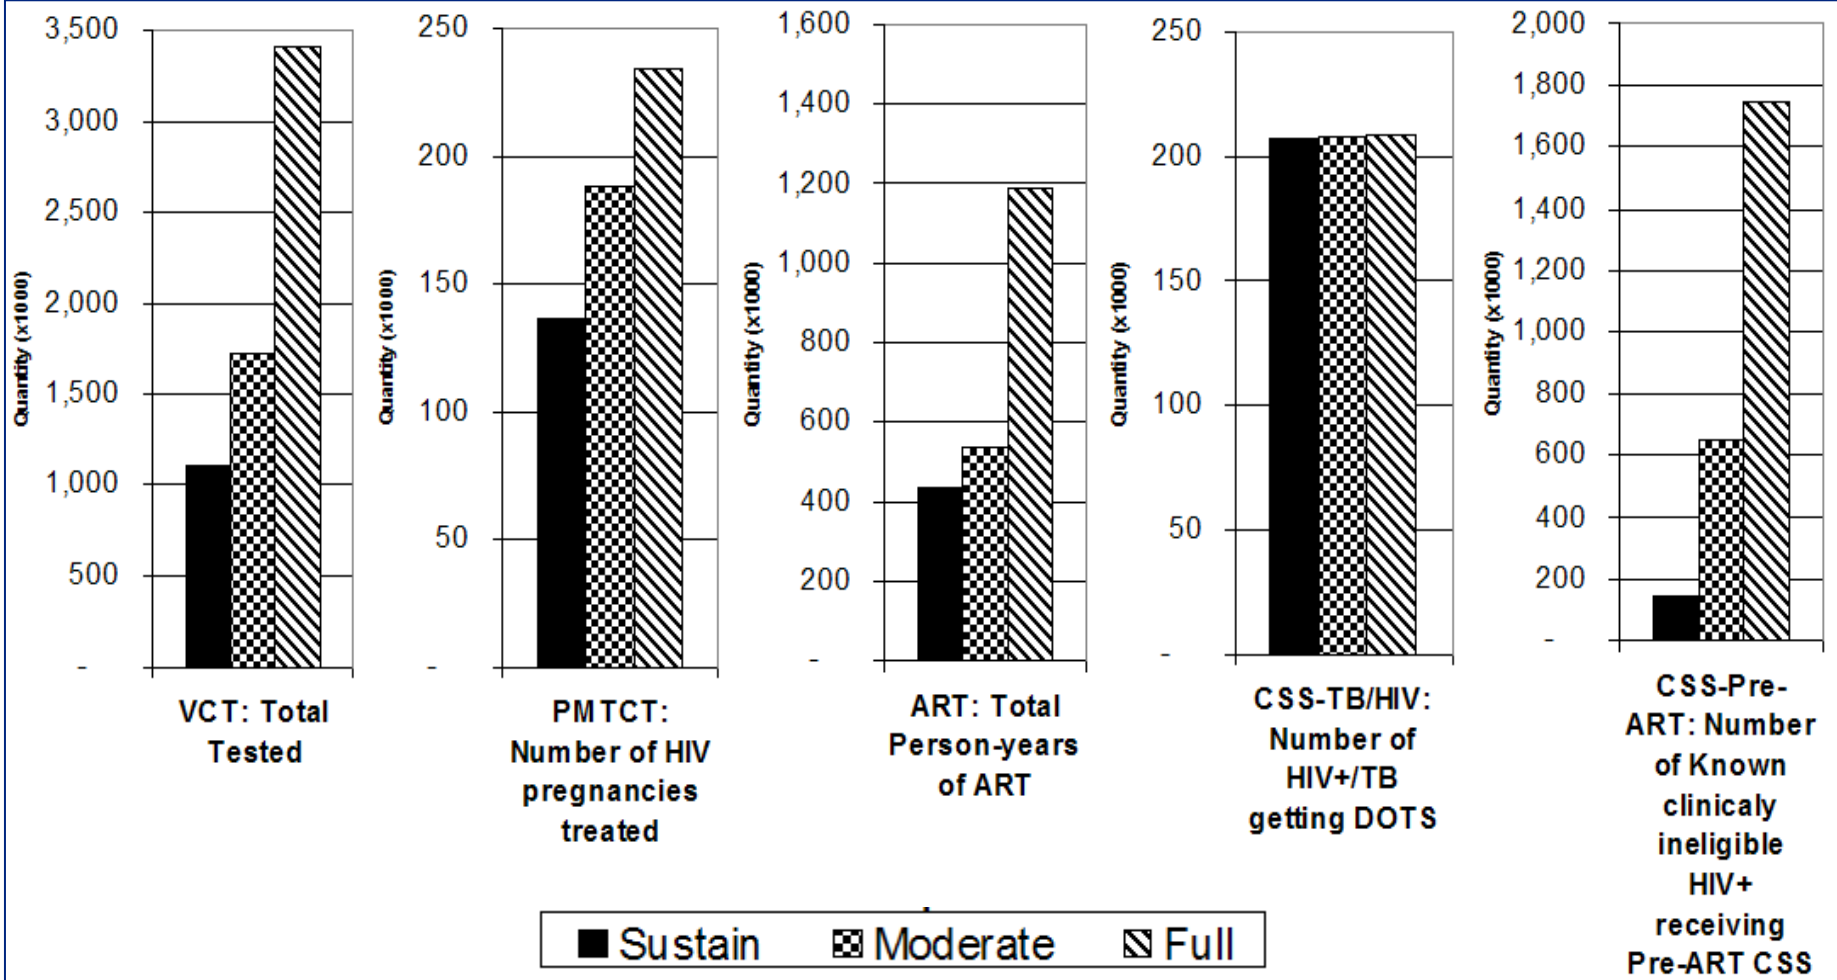 3,500
3,000
2,500
2,000
1,500
1,000
500
-
Quantity (x1000)
VCT: Total
Tested
250
200
150
100
50
-
Quantity (x1000)
PMTCT:
Number of HIV
pregnancies
treated
1,600
1,400
1,200
1,000
800
600
400
200
-
Quantity (x1000)
ART: Total
Person-years
of ART
250
200
150
100
50
-
Quantity (x1000)
CSS-TB/HIV:
Number of
HIV+/TB
getting DOTS
2,000
1,800
1,600
1,400
1,200
1,000
800
600
400
200
-
Quantity (x1000)
CSS-Pre-
ART: Number
of Known
clinicaly
ineligible
HIV+
receiving
Pre-ART CSS
Sustain Moderate Full